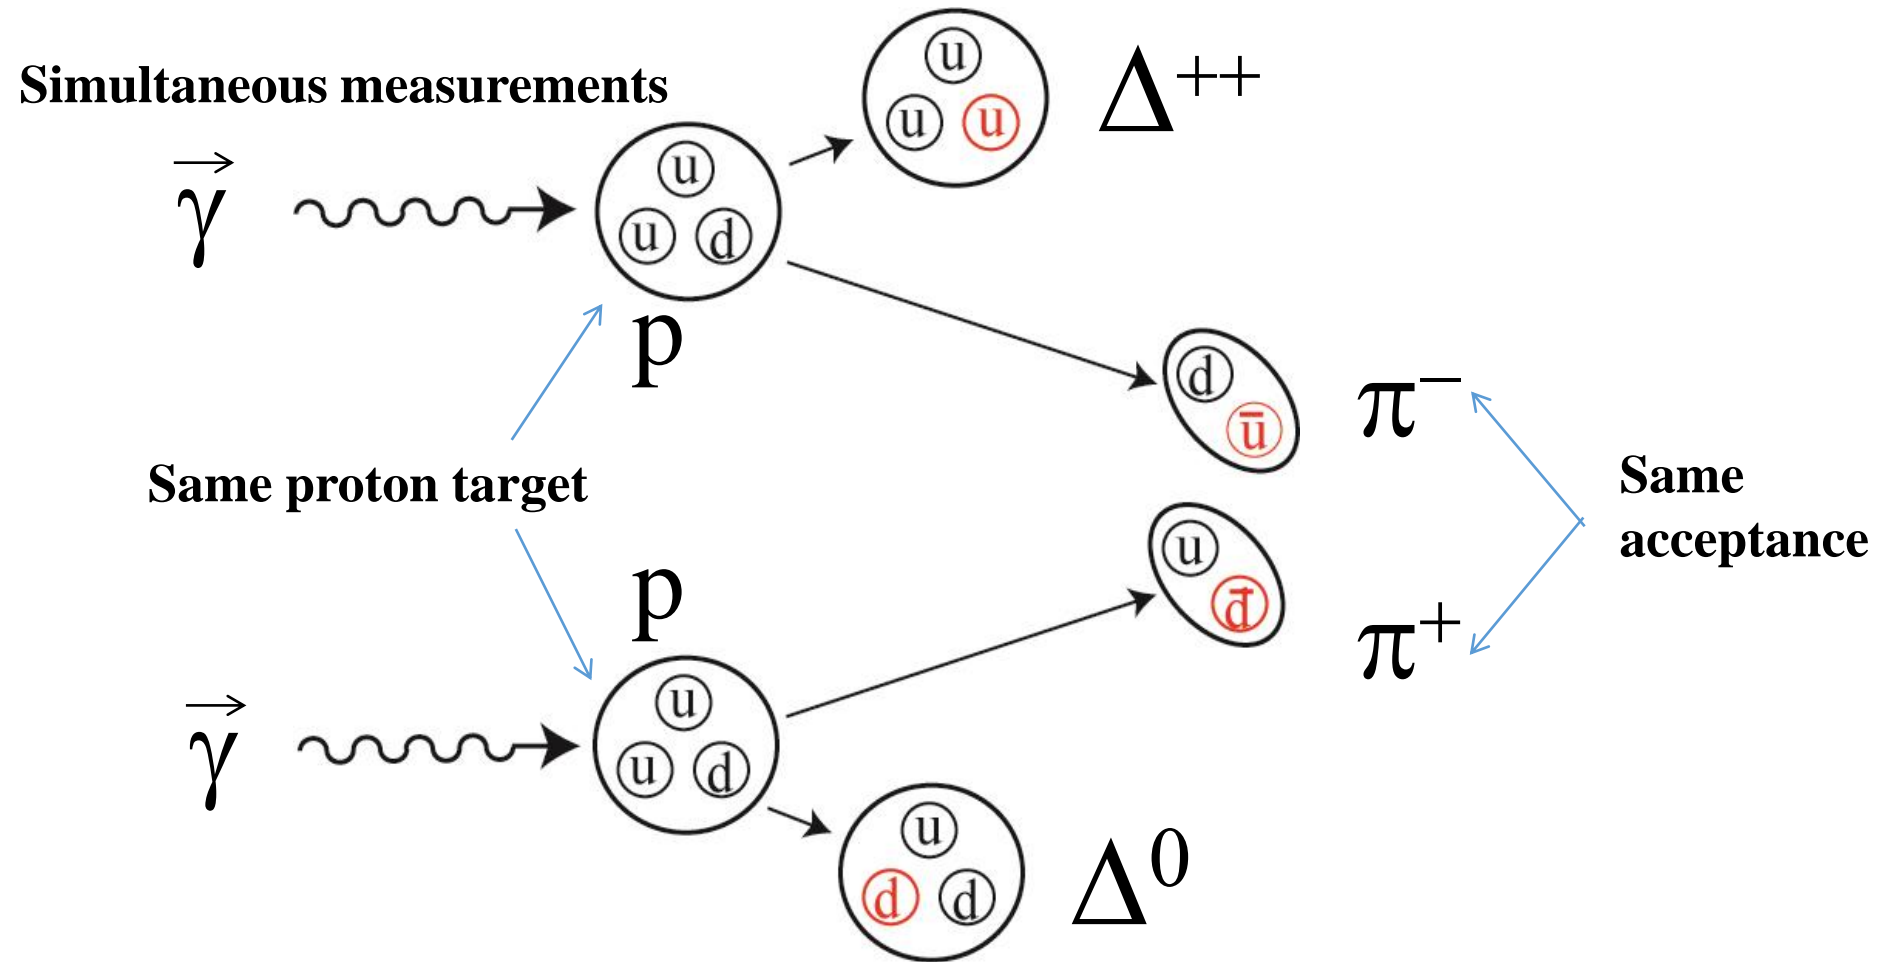 Simultaneous measurements
γ⃗
u
u d
p
u
u u
Δ⁺⁺
d
ū
π⁻
Same proton target
Same
acceptance
p
γ⃗
u
u d
u
d̄
π⁺
u
d d
Δ⁰